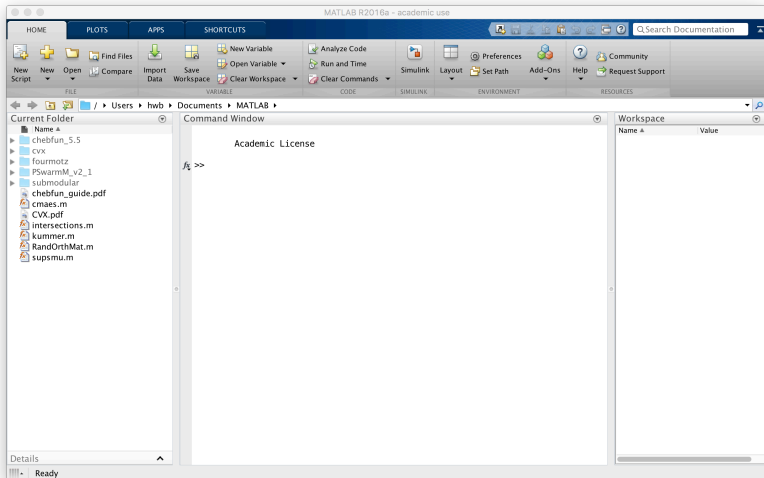 MATLAB R2016a - academic use
HOME PLOTS APPS SHORTCUTS
Search Documentation
New Script
New
Open
Find Files
Compare
Import Data
Save Workspace
New Variable
Open Variable
Clear Workspace
Analyze Code
Run and Time
Clear Commands
Simulink
Layout
Preferences
Set Path
Add-Ons
Help
Community
Request Support
FILE VARIABLE CODE SIMULINK ENVIRONMENT RESOURCES
/ Users hwb Documents MATLAB
Current Folder
Name
chebfun_5.5
cvx
fourmotz
PSwarmM_v2_1
submodular
chebfun_guide.pdf
cmaes.m
CVX.pdf
intersections.m
kummer.m
RandOrthMat.m
supsmu.m
Details
Command Window
Academic License
fx >>
Workspace
Name Value
Ready